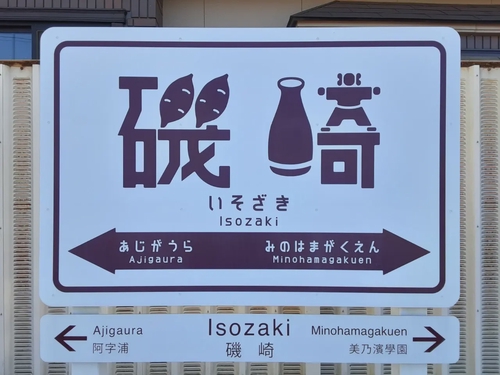 磯崎
いそざき
Isozaki
あじがうら みのはまがくえん
Ajigaura Minohamagakuen
Ajigaura Isozaki Minohamagakuen
阿字浦 磯崎 美乃濱學園